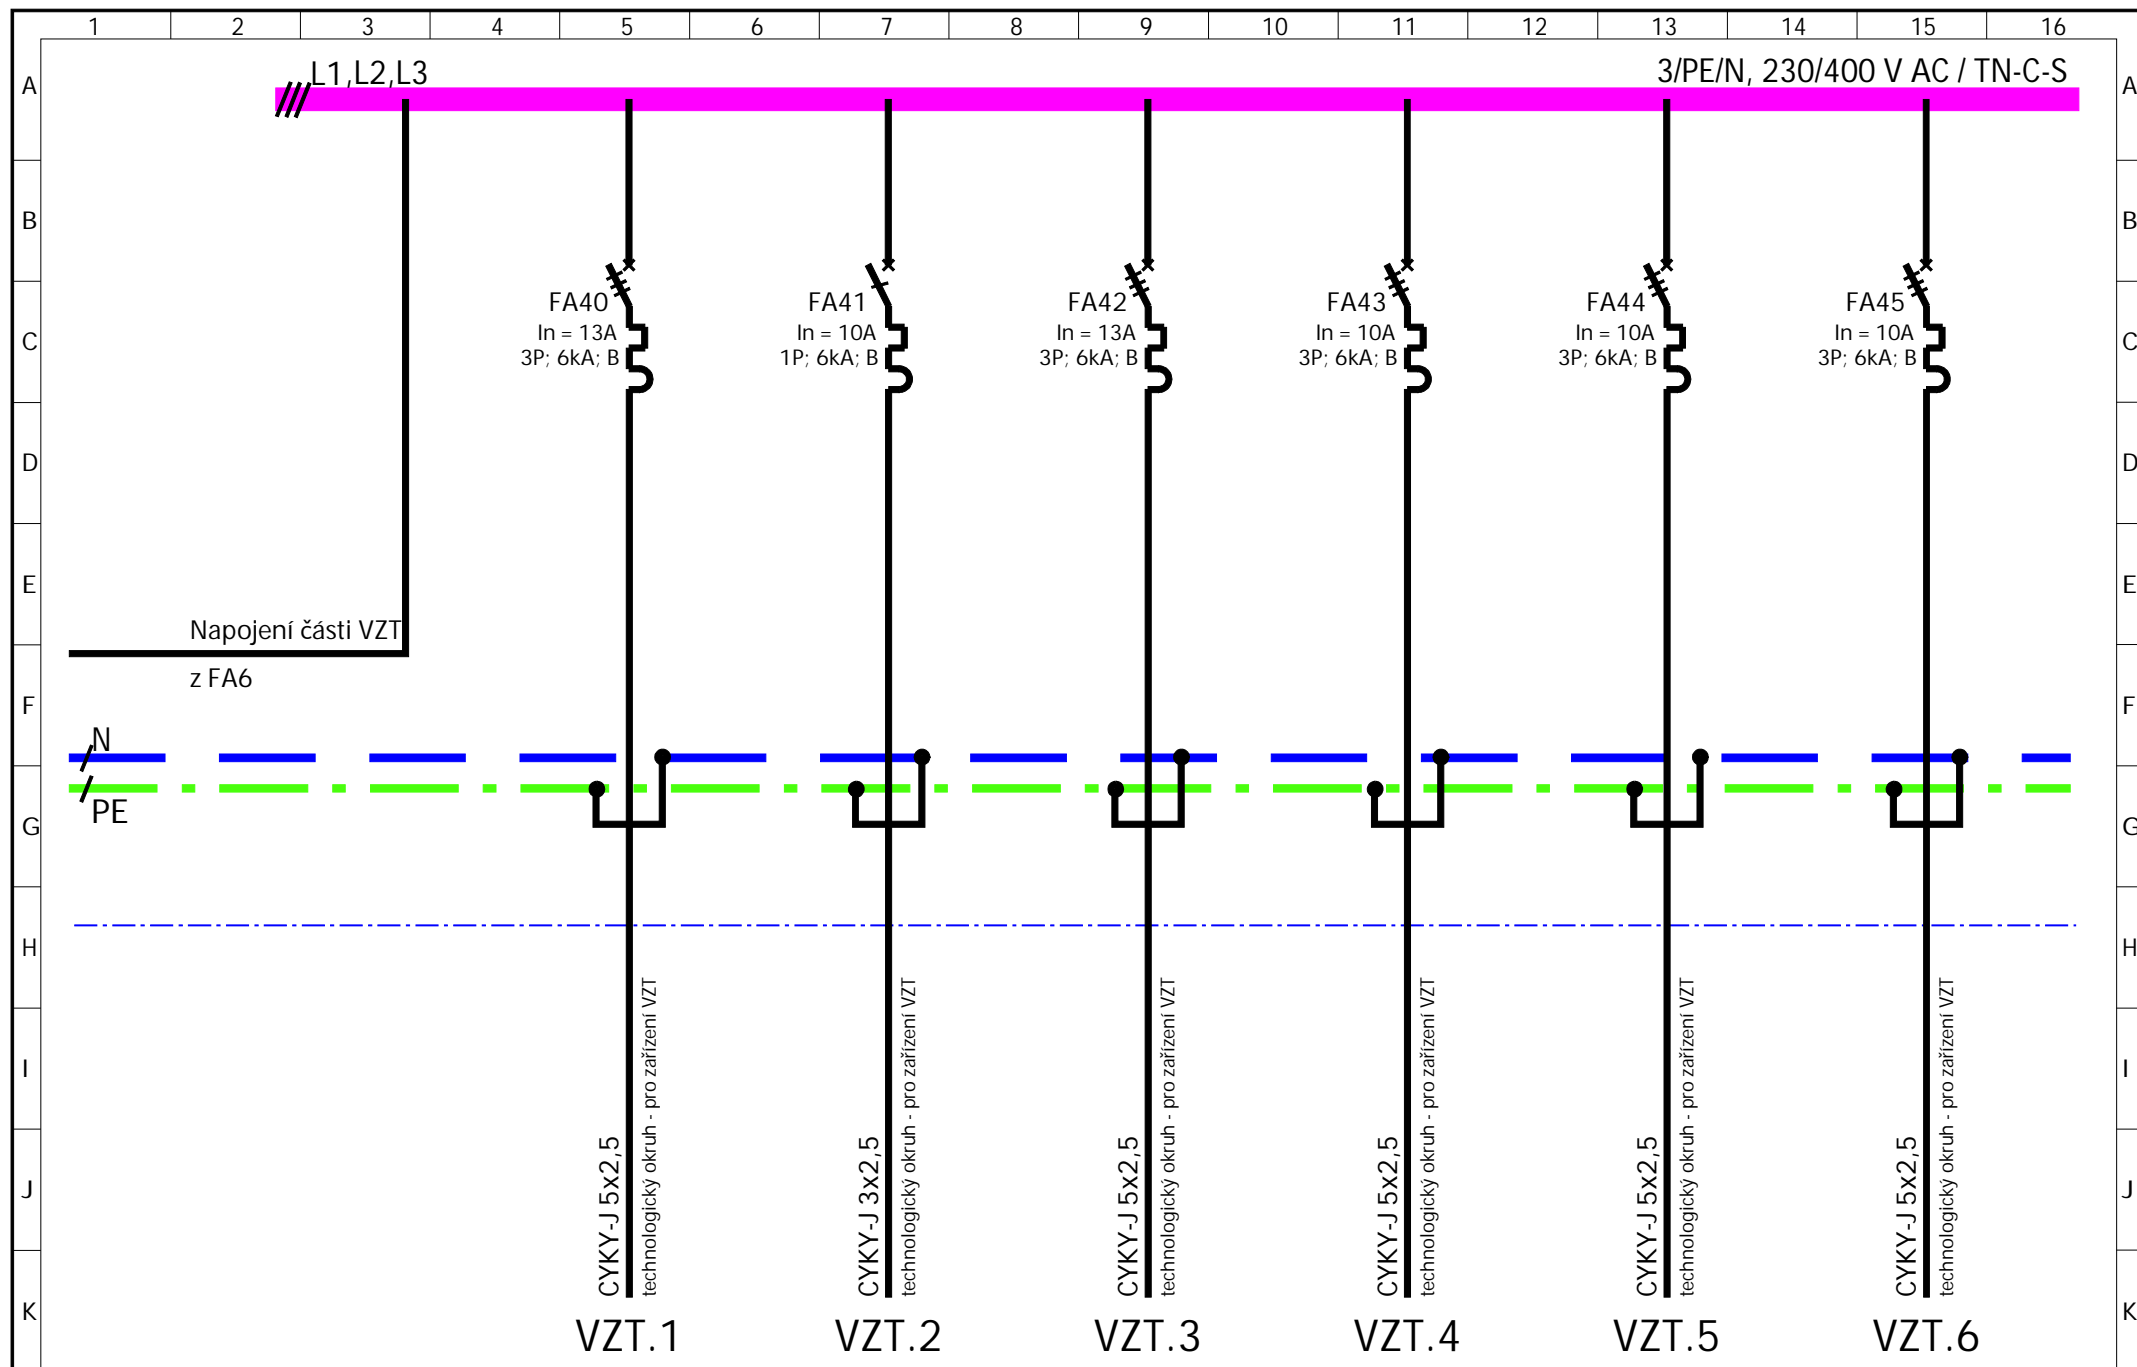 1 2 3 4 5 6 7 8 9 10 11 12 13 14 15 16
A L1,L2,L3 3/PE/N, 230/400 V AC / TN-C-S A
B B
FA40 FA41 FA42 FA43 FA44 FA45
In = 13A In = 10A In = 13A In = 10A In = 10A In = 10A
C C
3P; 6kA; B 1P; 6kA; B 3P; 6kA; B 3P; 6kA; B 3P; 6kA; B 3P; 6kA; B
D D
E E
Napojení části VZT
z FA6
F F
N
PE
G G
H H
I I
J J
CYKY-J 5x2,5
technologický okruh - pro zařízení VZT
CYKY-J 3x2,5
technologický okruh - pro zařízení VZT
CYKY-J 5x2,5
technologický okruh - pro zařízení VZT
CYKY-J 5x2,5
technologický okruh - pro zařízení VZT
CYKY-J 5x2,5
technologický okruh - pro zařízení VZT
CYKY-J 5x2,5
technologický okruh - pro zařízení VZT
K K
VZT.1 VZT.2 VZT.3 VZT.4 VZT.5 VZT.6